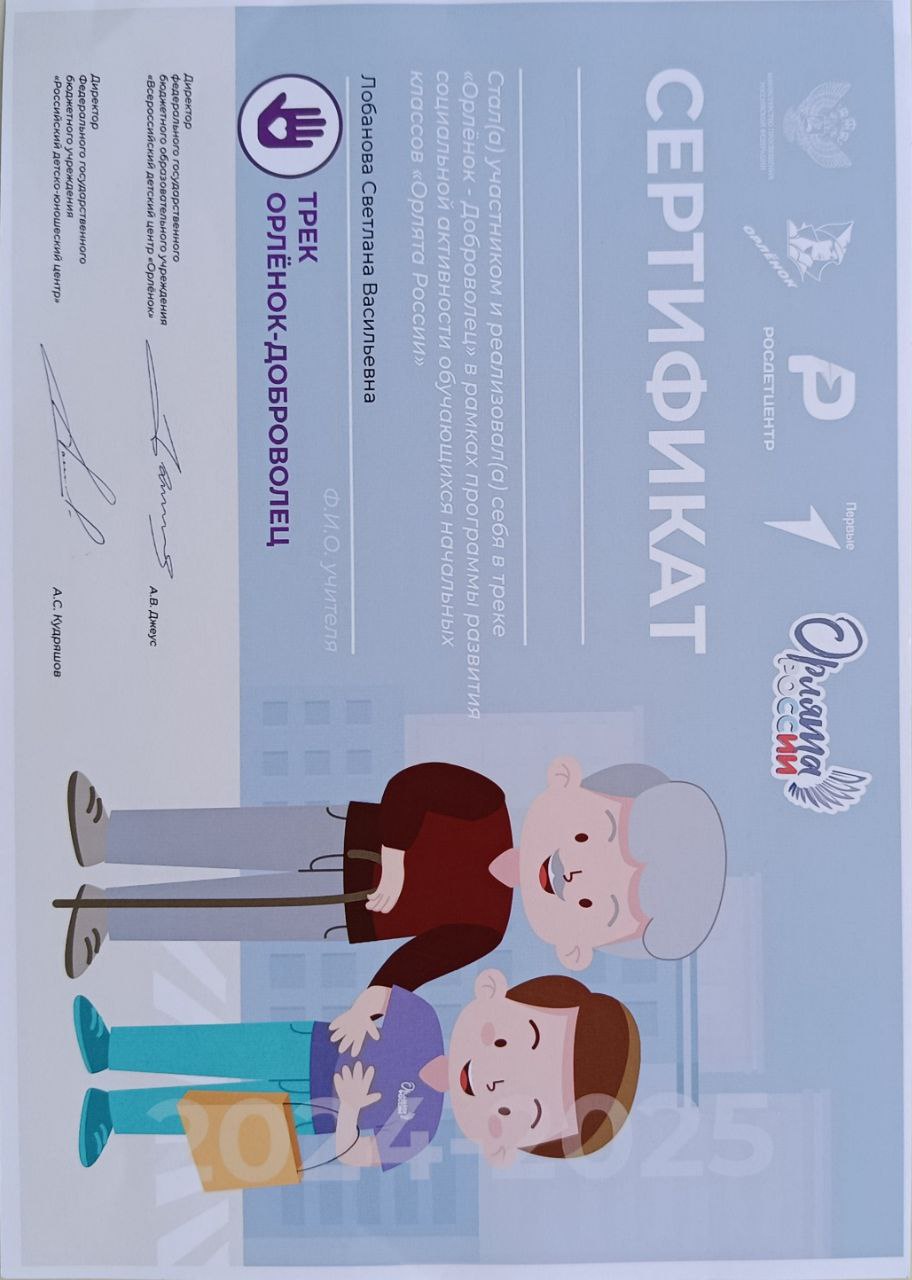 МИНИСТЕРСТВО ПРОСВЕЩЕНИЯ
РОССИЙСКОЙ ФЕДЕРАЦИИ
ОРЛЁНОК
РОСДЕТЦЕНТР
Первые
Орлята
России
СЕРТИФИКАТ
Стал(а) участником и реализовал(а) себя в треке
«Орлёнок - Доброволец» в рамках программы развития
социальной активности обучающихся начальных
классов «Орлята России»
Лобанова Светлана Васильевна
Ф.И.О. учителя
ТРЕК
ОРЛЁНОК-ДОБРОВОЛЕЦ
Директор
федерального государственного
бюджетного образовательного учреждения
«Всероссийский детский центр «Орлёнок»
А.В. Джеус
Директор
Федерального государственного
бюджетного учреждения
«Российский детско-юношеский центр»
А.С. Кудряшов
Орлята
России
2024-2025